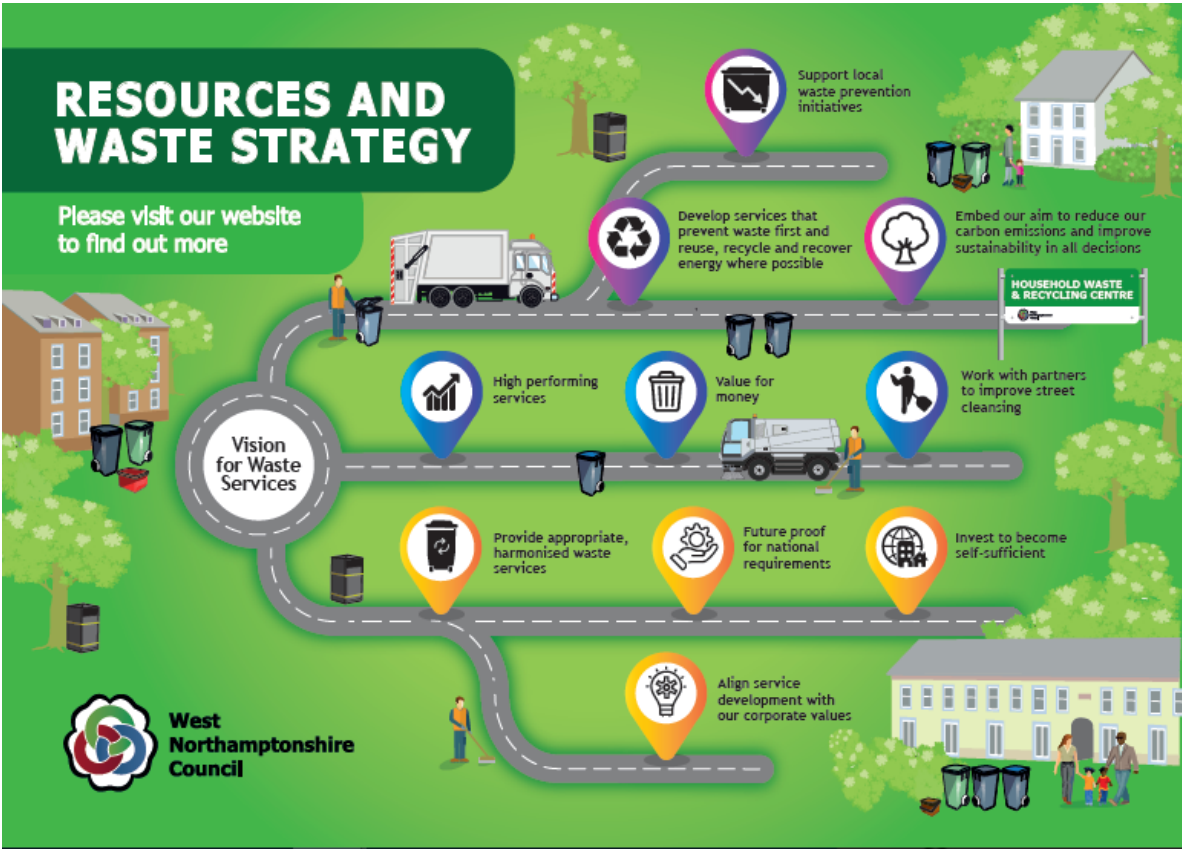 RESOURCES AND
WASTE STRATEGY
Please visit our website
to find out more
Support local
waste prevention
initiatives
Develop services that
prevent waste first and
reuse, recycle and recover
energy where possible
Embed our aim to reduce our
carbon emissions and improve
sustainability in all decisions
HOUSEHOLD WASTE
& RECYCLING CENTRE
High performing
services
Value for
money
Work with partners
to improve street
cleansing
Vision
for Waste
Services
Provide appropriate,
harmonised waste
services
Future proof
for national
requirements
Invest to become
self-sufficient
Align service
development with
our corporate values
West
Northamptonshire
Council